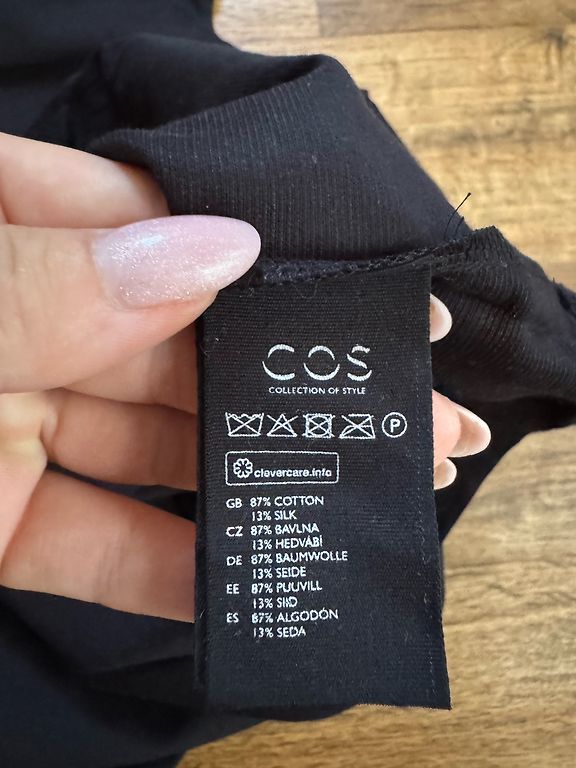 COS
COLLECTION OF STYLE
P
clevercare.info
GB 87% COTTON
13% SILK
CZ 87% BAVLNA
13% HEDVÁBÍ
DE 87% BAUMWOLLE
13% SEIDE
EE 87% PUUVILL
13% SIID
ES 87% ALGODÓN
13% SEDA